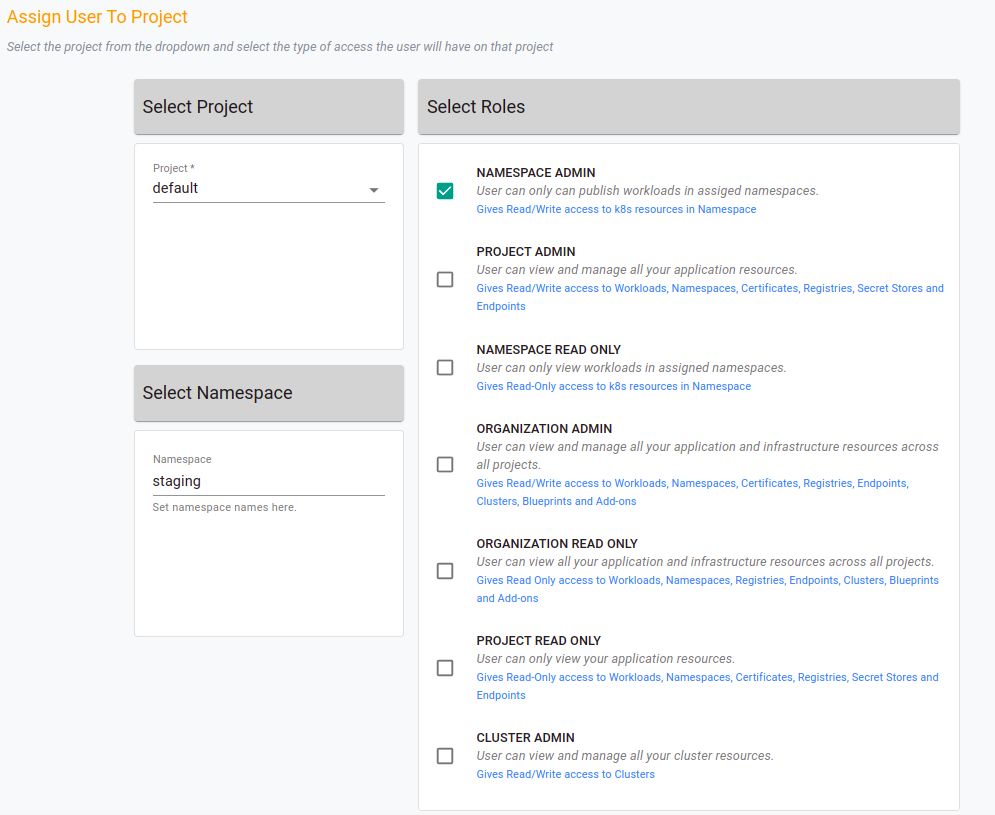 Assign User To Project
Select the project from the dropdown and select the type of access the user will have on that project
Select Project
Project *
default
Select Namespace
Namespace
staging
Set namespace names here.
Select Roles
NAMESPACE ADMIN
User can only can publish workloads in assiged namespaces.
Gives Read/Write access to k8s resources in Namespace
PROJECT ADMIN
User can view and manage all your application resources.
Gives Read/Write access to Workloads, Namespaces, Certificates, Registries, Secret Stores and
Endpoints
NAMESPACE READ ONLY
User can only view workloads in assigned namespaces.
Gives Read-Only access to k8s resources in Namespace
ORGANIZATION ADMIN
User can view and manage all your application and infrastructure resources across
all projects.
Gives Read/Write access to Workloads, Namespaces, Certificates, Registries, Endpoints,
Clusters, Blueprints and Add-ons
ORGANIZATION READ ONLY
User can view all your application and infrastructure resources across all projects.
Gives Read Only access to Workloads, Namespaces, Registries, Endpoints, Clusters, Blueprints
and Add-ons
PROJECT READ ONLY
User can only view your application resources.
Gives Read-Only access to Workloads, Namespaces, Certificates, Registries, Secret Stores and
Endpoints
CLUSTER ADMIN
User can view and manage all your cluster resources.
Gives Read/Write access to Clusters